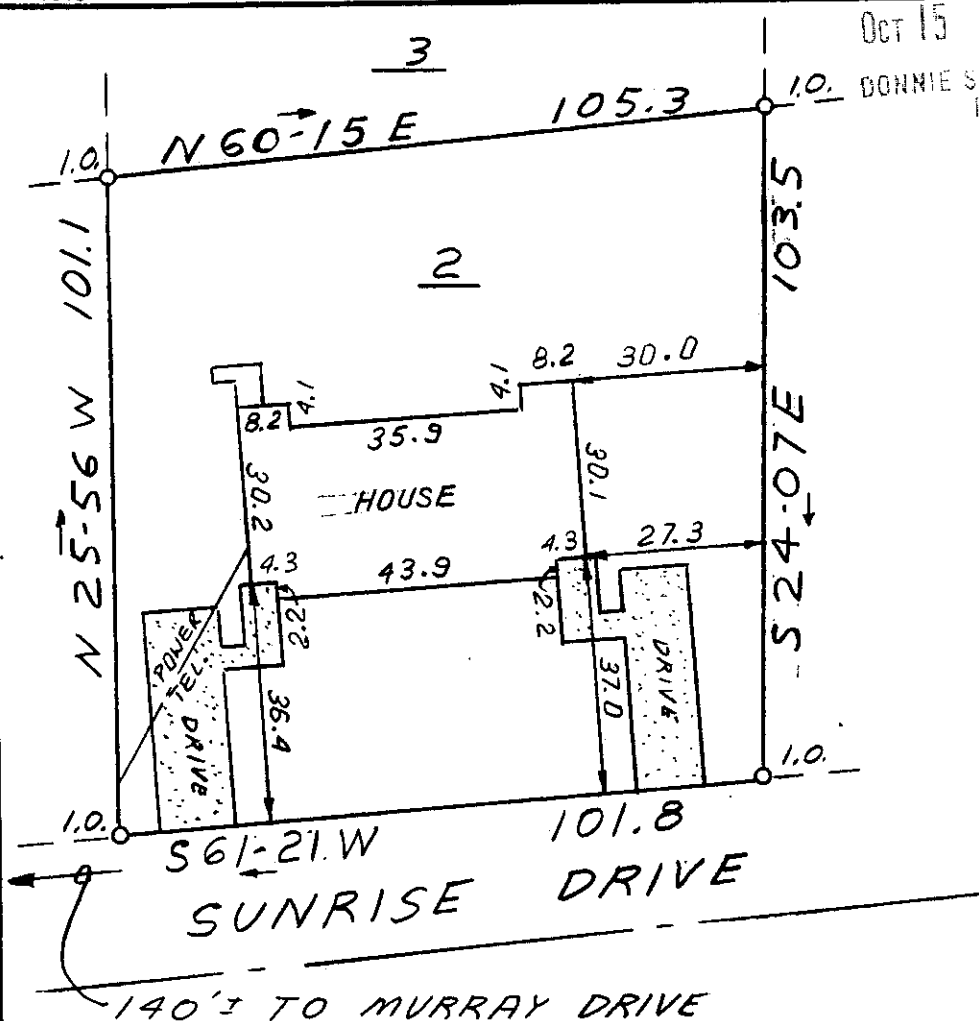 Oct 15
3
DONNIE S
1.0.
N 60-15 E 105.3
1.0.
N 25-56 W 101.1
S 24-07 E 103.5
2
8.2 30.0
4.1
4.1
8.2
35.9
30.2
30.1
HOUSE
4.3
43.9
4.3
27.3
2.2
2.2
POWER
TEL.
DRIVE
DRIVE
36.4
37.0
1.0.
1.0.
S 61-21 W 101.8
SUNRISE DRIVE
140'± TO MURRAY DRIVE